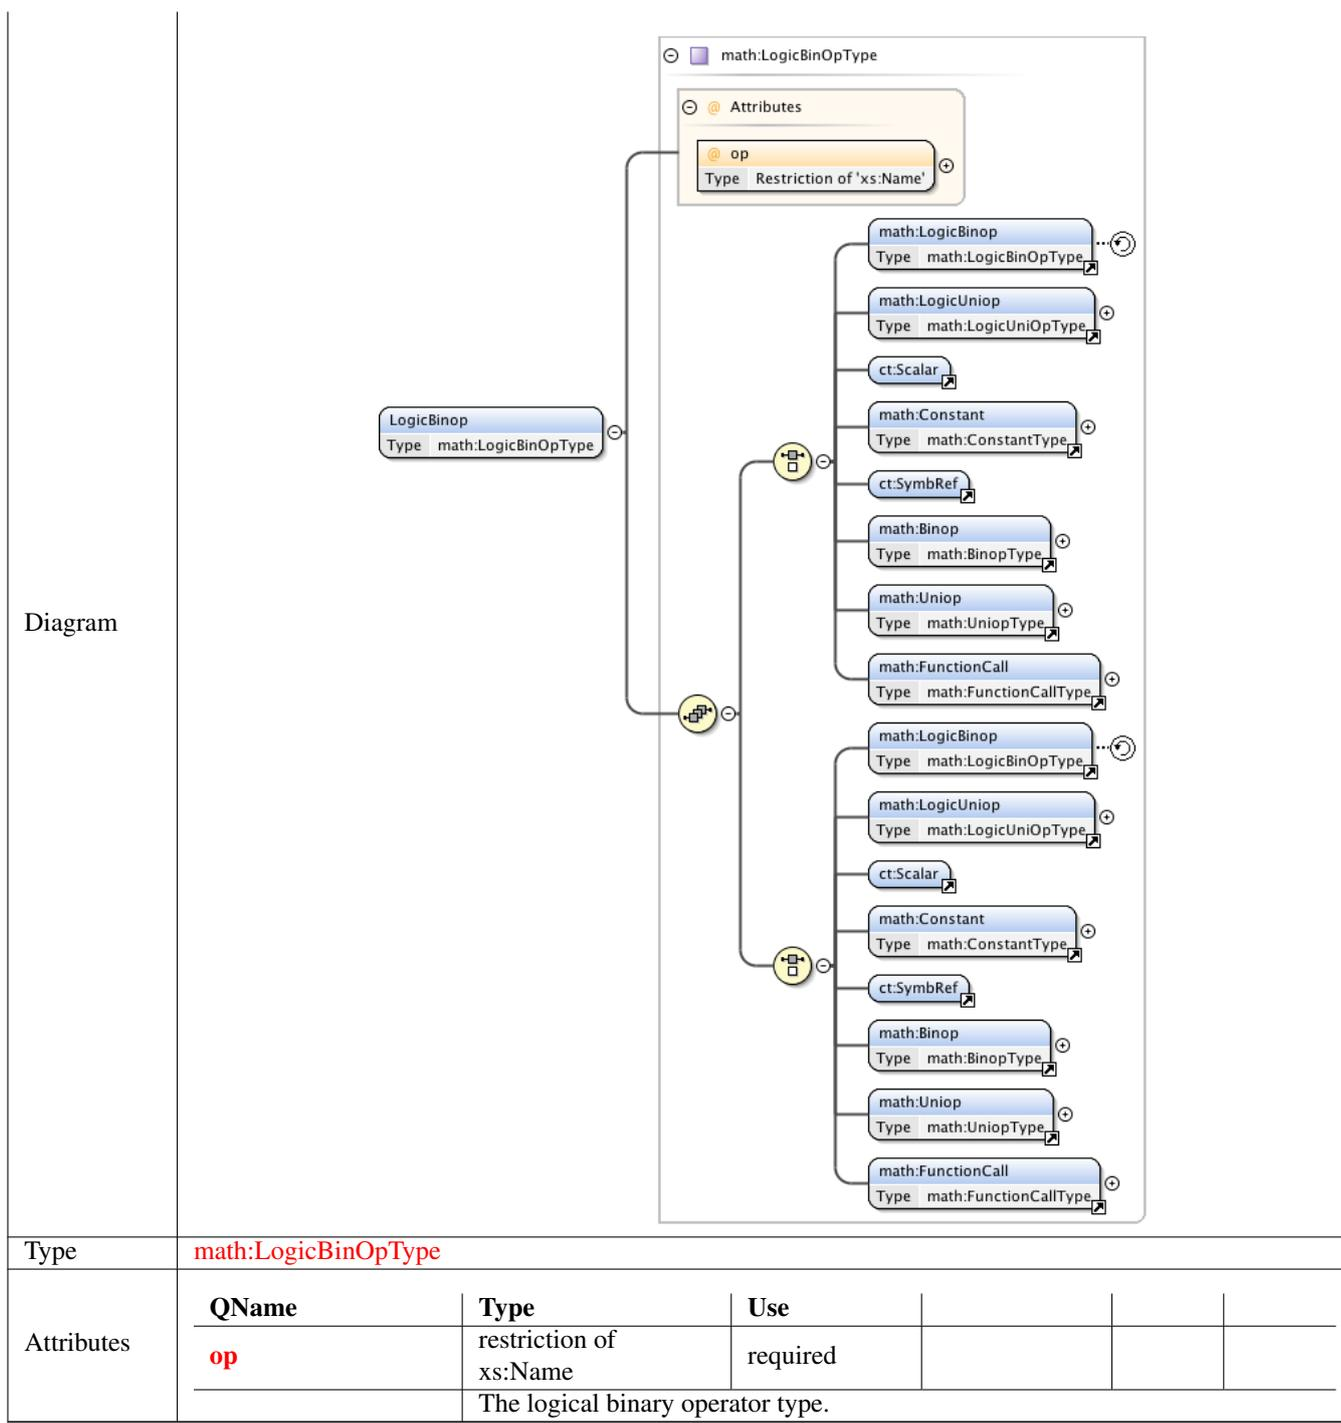 math:LogicBinOpType
@ Attributes
@ op
Type Restriction of 'xs:Name'
math:LogicBinop
Type math:LogicBinOpType
math:LogicUniop
Type math:LogicUniOpType
ct:Scalar
math:Constant
Type math:ConstantType
LogicBinop
Type math:LogicBinOpType
ct:SymbRef
math:Binop
Type math:BinopType
math:Uniop
Type math:UniopType
Diagram
math:FunctionCall
Type math:FunctionCallType
math:LogicBinop
Type math:LogicBinOpType
math:LogicUniop
Type math:LogicUniOpType
ct:Scalar
math:Constant
Type math:ConstantType
ct:SymbRef
math:Binop
Type math:BinopType
math:Uniop
Type math:UniopType
math:FunctionCall
Type math:FunctionCallType
Type math:LogicBinOpType
Attributes
QName Type Use
op restriction of xs:Name required
The logical binary operator type.